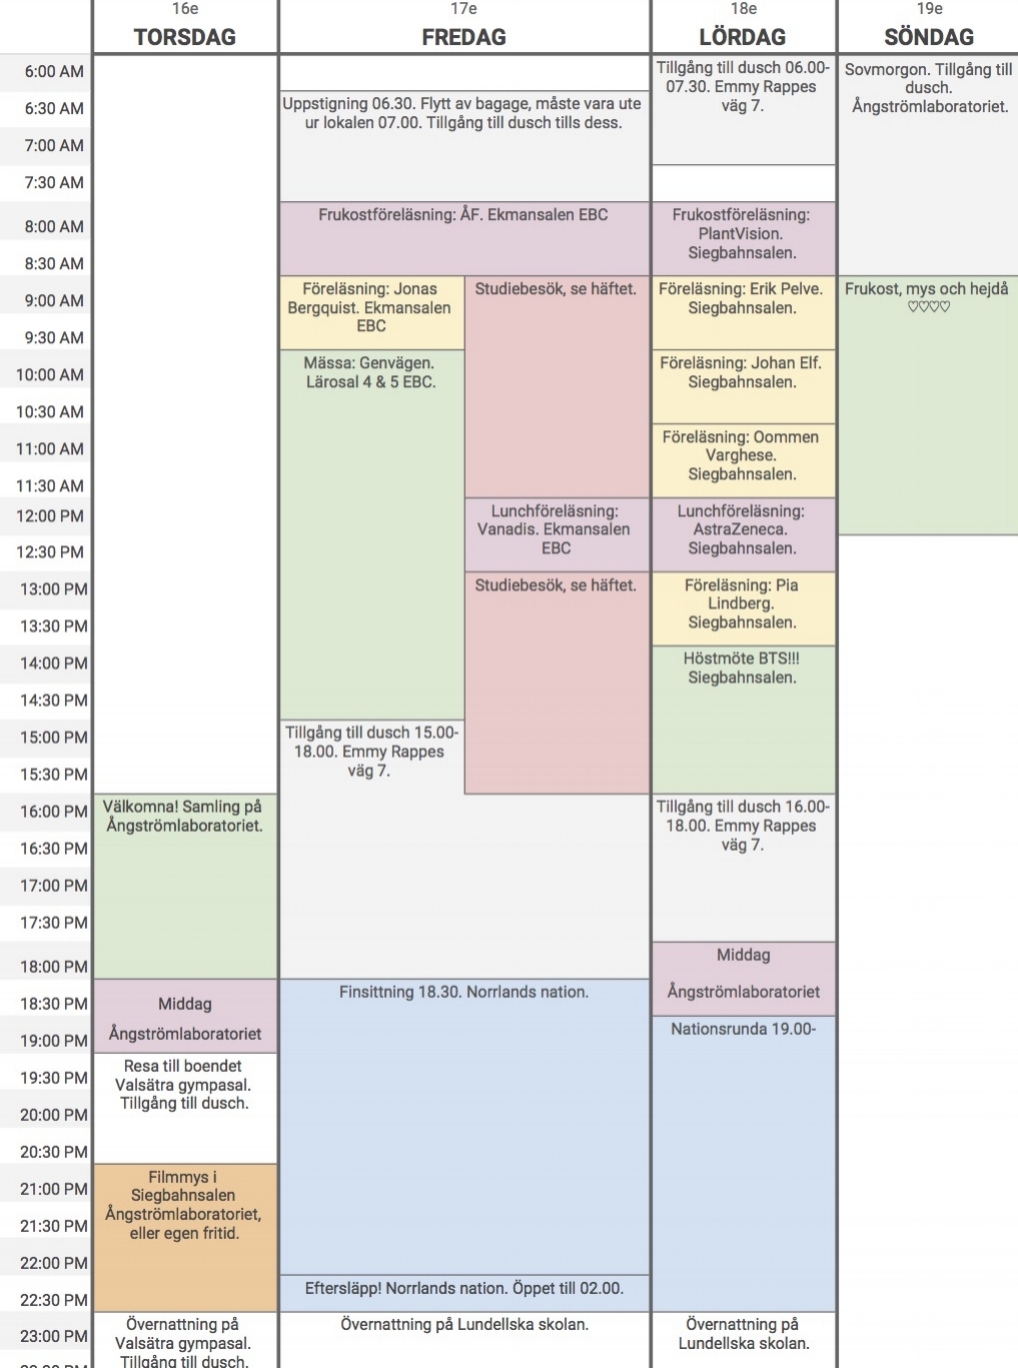 16e
17e
18e
19e
TORSDAG
FREDAG
LÖRDAG
SÖNDAG
6:00 AM
6:30 AM
7:00 AM
7:30 AM
8:00 AM
8:30 AM
9:00 AM
9:30 AM
10:00 AM
10:30 AM
11:00 AM
11:30 AM
12:00 PM
12:30 PM
13:00 PM
13:30 PM
14:00 PM
14:30 PM
15:00 PM
15:30 PM
16:00 PM
16:30 PM
17:00 PM
17:30 PM
18:00 PM
18:30 PM
19:00 PM
19:30 PM
20:00 PM
20:30 PM
21:00 PM
21:30 PM
22:00 PM
22:30 PM
23:00 PM
Välkomna! Samling på
Ångströmlaboratoriet.
Middag
Ångströmlaboratoriet
Resa till boendet
Valsätra gympasal.
Tillgång till dusch.
Filmmys i
Siegbahnsalen
Ångströmlaboratoriet,
eller egen fritid.
Övernattning på
Valsätra gympasal.
Tillgång till dusch.
Uppstigning 06.30. Flytt av bagage, måste vara ute
ur lokalen 07.00. Tillgång till dusch tills dess.
Frukostföreläsning: ÅF. Ekmansalen EBC
Föreläsning: Jonas
Bergquist. Ekmansalen
EBC
Mässa: Genvägen.
Lärosal 4 & 5 EBC.
Tillgång till dusch 15.00-
18.00. Emmy Rappes
väg 7.
Studiebesök, se häftet.
Lunchföreläsning:
Vanadis. Ekmansalen
EBC
Studiebesök, se häftet.
Finsittning 18.30. Norrlands nation.
Eftersläpp! Norrlands nation. Öppet till 02.00.
Övernattning på Lundellska skolan.
Tillgång till dusch 06.00-
07.30. Emmy Rappes
väg 7.
Frukostföreläsning:
PlantVision.
Siegbahnsalen.
Föreläsning: Erik Pelve.
Siegbahnsalen.
Föreläsning: Johan Elf.
Siegbahnsalen.
Föreläsning: Oommen
Varghese.
Siegbahnsalen.
Lunchföreläsning:
AstraZeneca.
Siegbahnsalen.
Föreläsning: Pia
Lindberg.
Siegbahnsalen.
Höstmöte BTS!!!
Siegbahnsalen.
Tillgång till dusch 16.00-
18.00. Emmy Rappes
väg 7.
Middag
Ångströmlaboratoriet
Nationsrunda 19.00-
Övernattning på
Lundellska skolan.
Sovmorgon. Tillgång till
dusch.
Ångströmlaboratoriet.
Frukost, mys och hejdå
♡♡♡♡